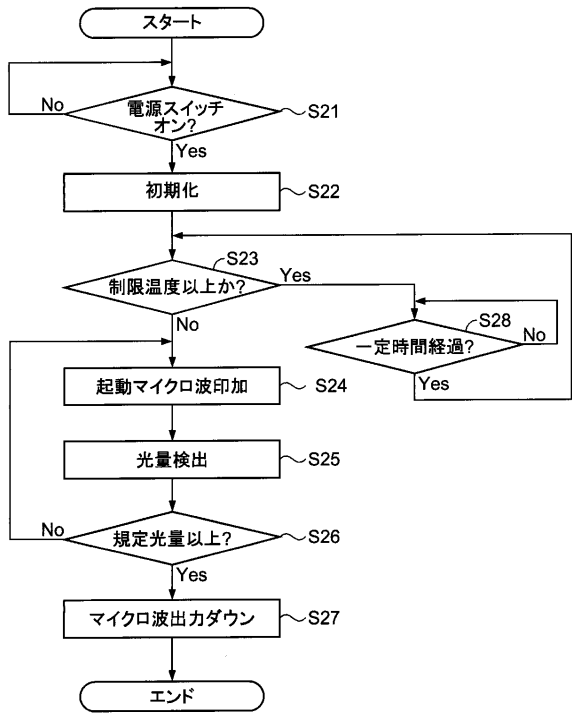 スタート
No
電源スイッチ
オン?
S21
Yes
初期化
S22
S23
制限温度以上か?
Yes
No
S28
一定時間経過?
No
Yes
起動マイクロ波印加
S24
光量検出
S25
No
規定光量以上?
S26
Yes
マイクロ波出力ダウン
S27
エンド